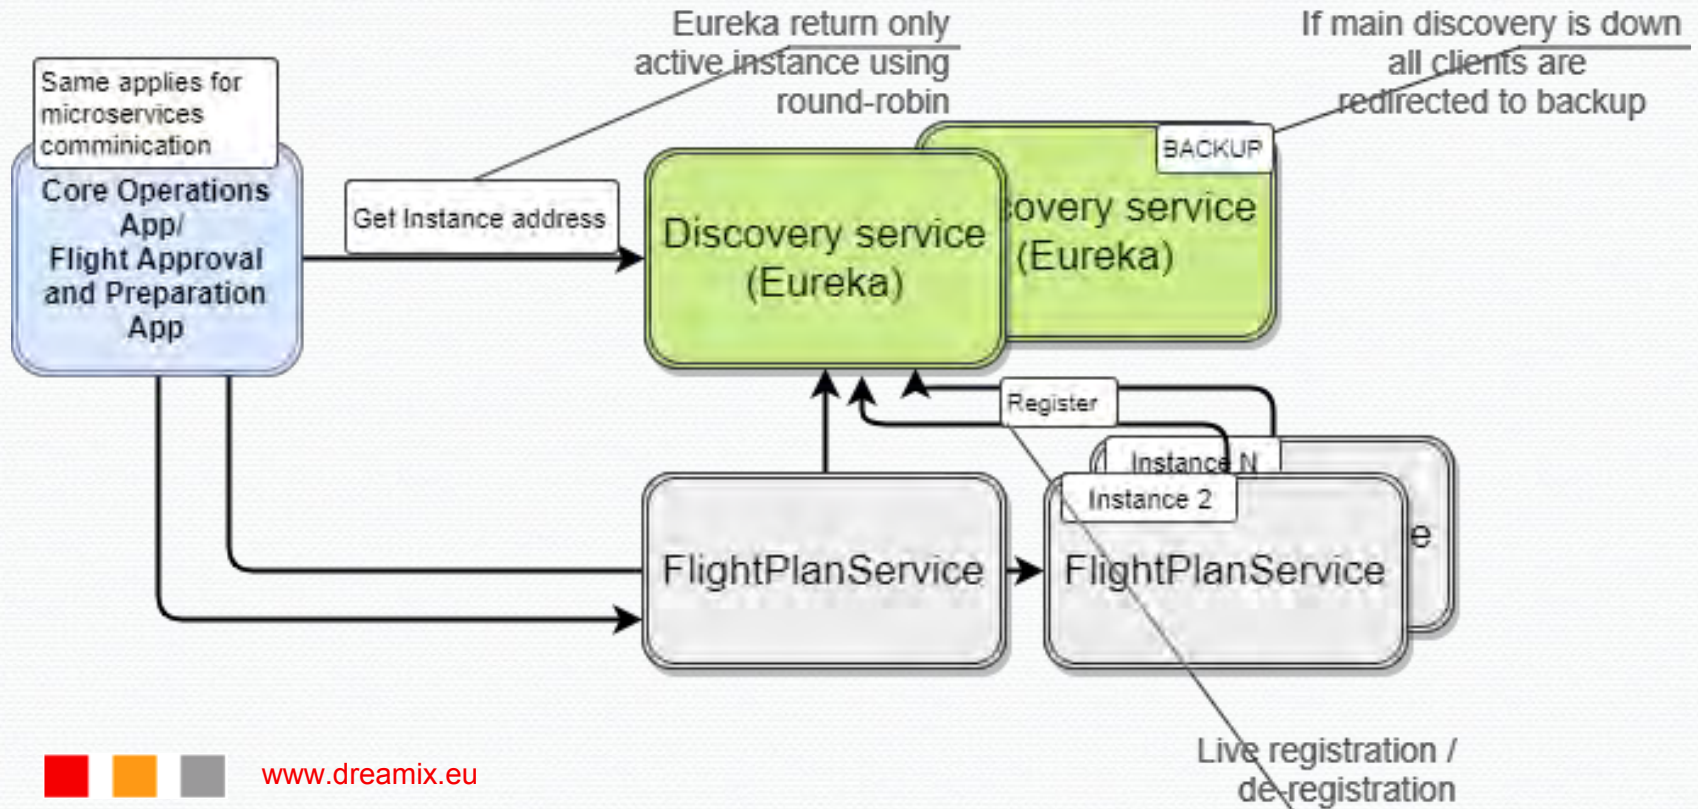 Eureka return only
active instance using
round-robin
If main discovery is down
all clients are
redirected to backup
Same applies for
microservices
comminication
Core Operations
App/
Flight Approval
and Preparation
App
Get Instance address
Discovery service
(Eureka)
BACKUP
covery service
(Eureka)
Register
Instance N
Instance 2
FlightPlanService
FlightPlanService
e
Live registration /
de-registration
www.dreamix.eu